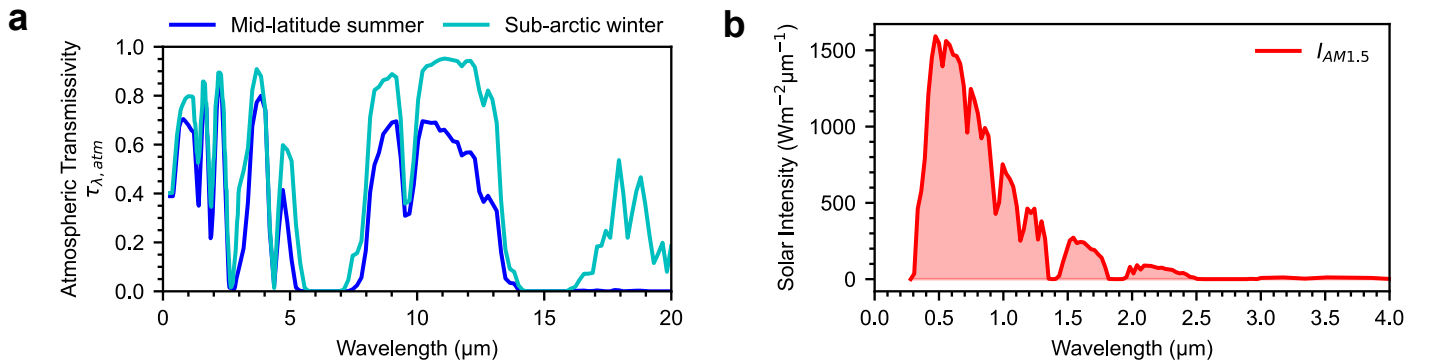 a
Mid-latitude summer
Sub-arctic winter
Atmospheric Transmissivity
τλ,atm
1.0
0.8
0.6
0.4
0.2
0.0
0
5
10
15
20
Wavelength (μm)
b
I_AM1.5
Solar Intensity (Wm⁻²μm⁻¹)
1500
1000
500
0
0.0
0.5
1.0
1.5
2.0
2.5
3.0
3.5
4.0
Wavelength (μm)